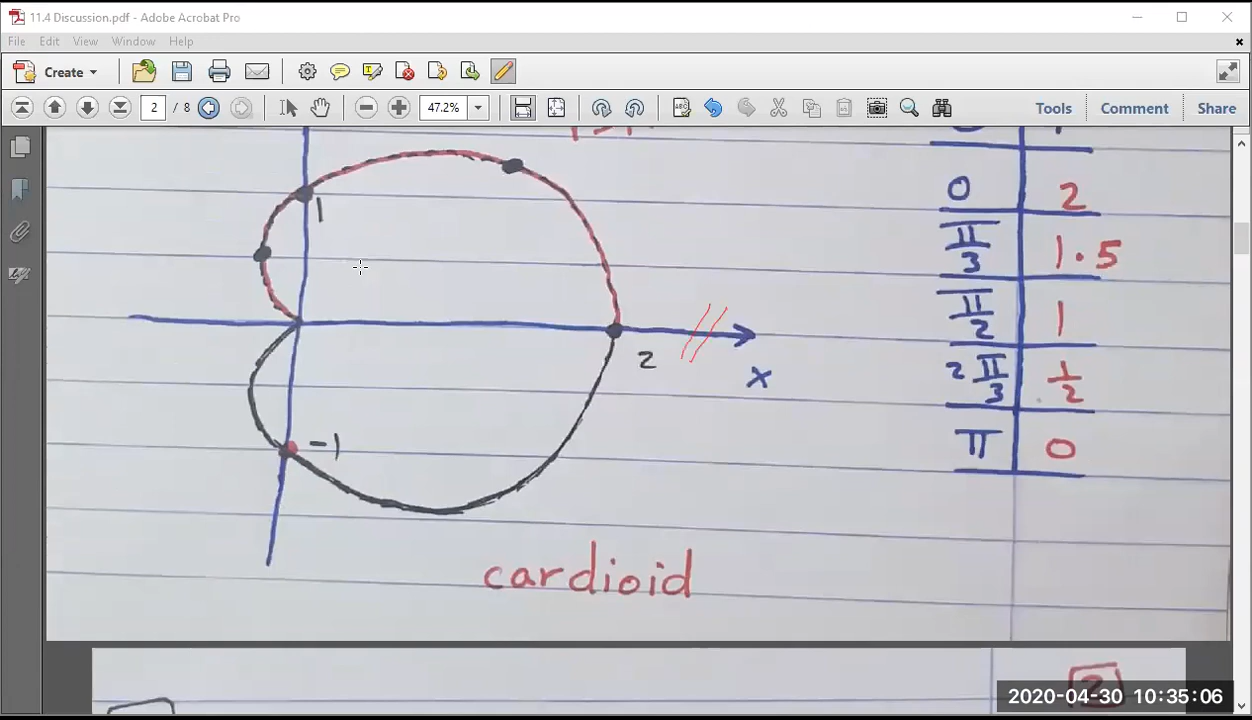 11.4 Discussion.pdf - Adobe Acrobat Pro
File Edit View Window Help
Create
2 / 8 47.2% Tools Comment Share
0 2
π/3 1.5
1
π/2 1
2π/3 1/2
2
x
π 0
-1
cardioid
2
2020-04-30 10:35:06